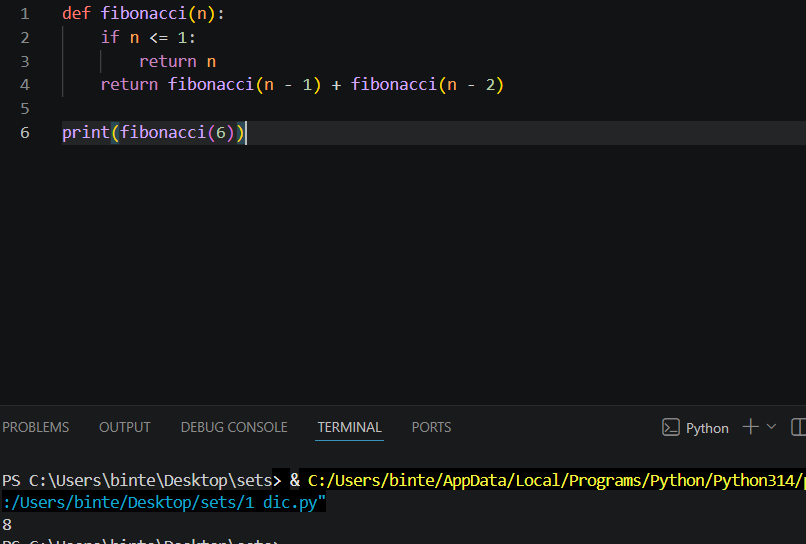 1 def fibonacci(n):
2     if n <= 1:
3         return n
4     return fibonacci(n - 1) + fibonacci(n - 2)
5
6 print(fibonacci(6))
PROBLEMS OUTPUT DEBUG CONSOLE TERMINAL PORTS Python
PS C:\Users\binte\Desktop\sets> & C:/Users/binte/AppData/Local/Programs/Python/Python314/p
:/Users/binte/Desktop/sets/1 dic.py"
8
PS C:\Users\binte\Desktop\sets>